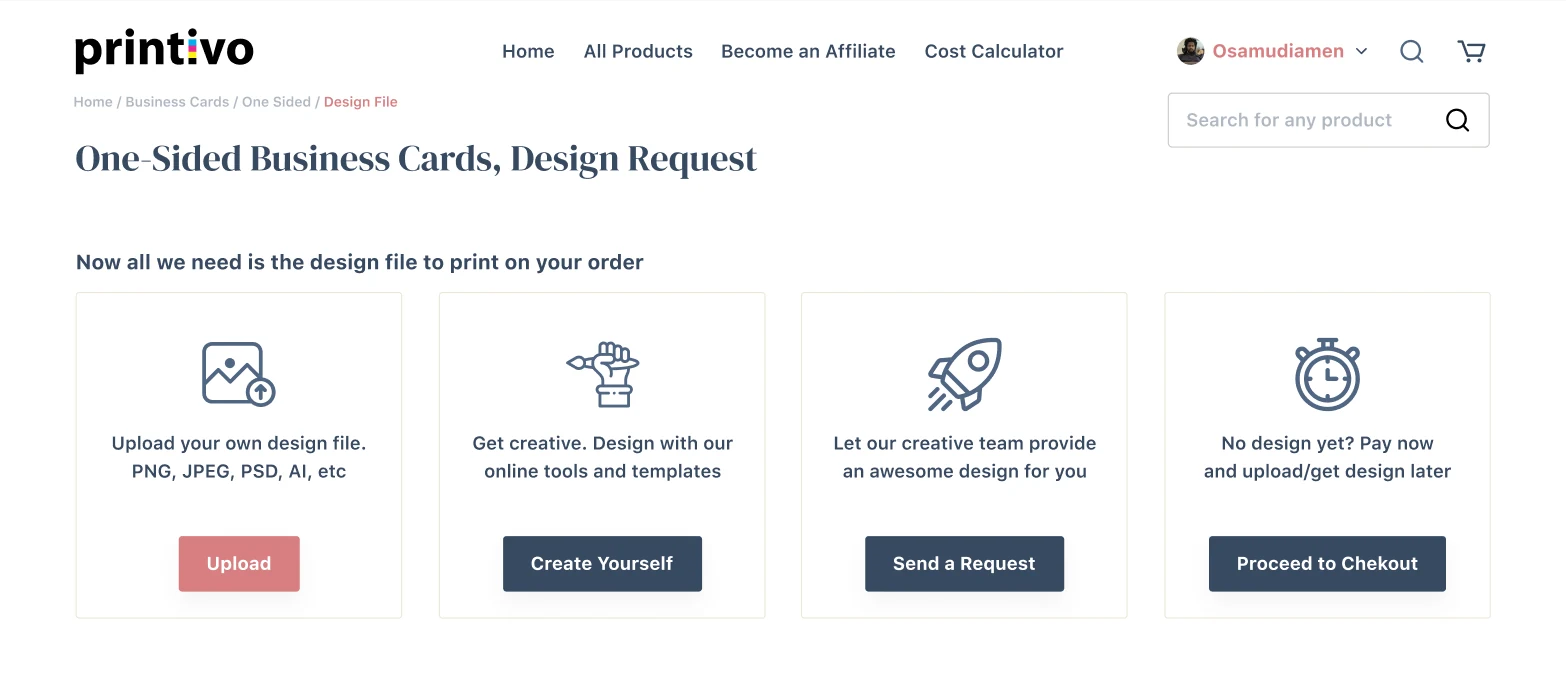 printivo
Home All Products Become an Affiliate Cost Calculator
Osamudiamen
Home / Business Cards / One Sided / Design File
Search for any product
One-Sided Business Cards, Design Request
Now all we need is the design file to print on your order
Upload your own design file.
PNG, JPEG, PSD, AI, etc
Upload
Get creative. Design with our
online tools and templates
Create Yourself
Let our creative team provide
an awesome design for you
Send a Request
No design yet? Pay now
and upload/get design later
Proceed to Chekout